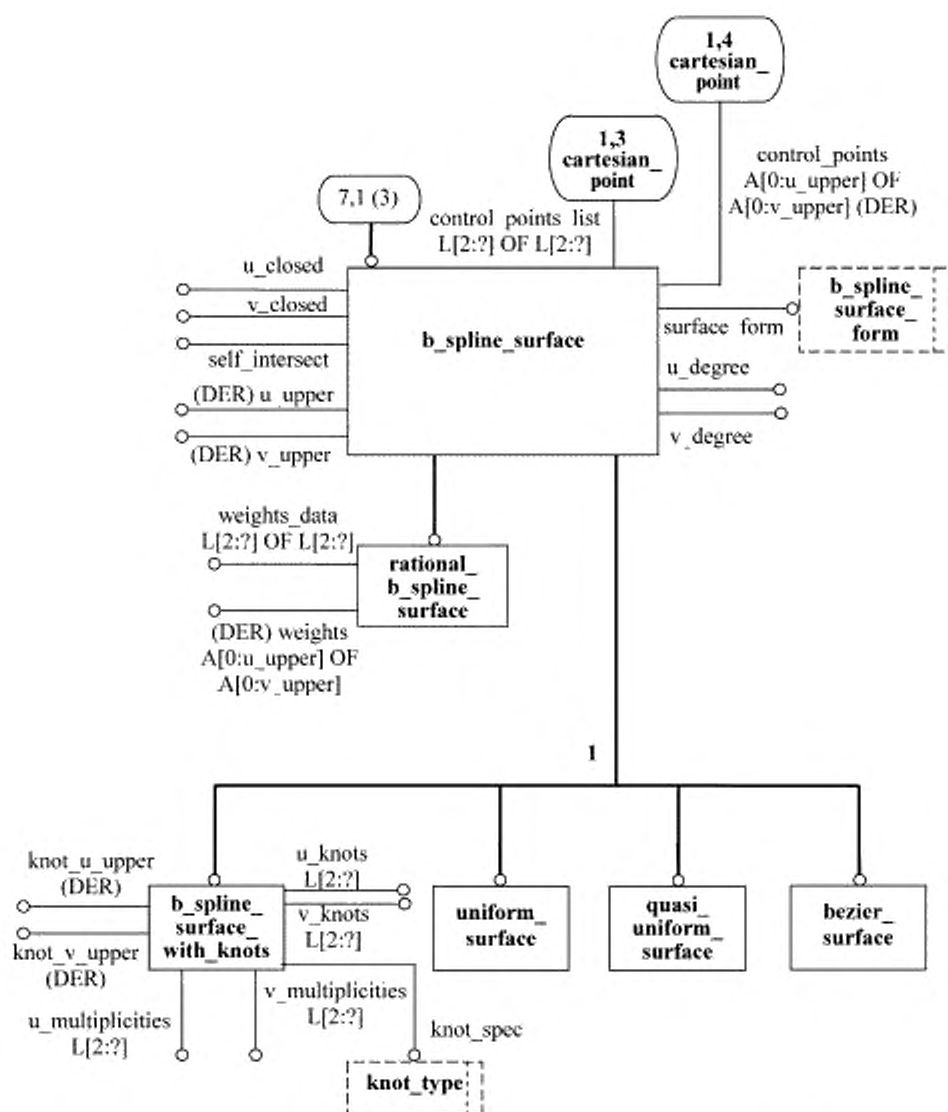 1,4
cartesian_
point
1,3
cartesian_
point
control_points
A[0:u_upper] OF
A[0:v_upper] (DER)
7,1 (3)
control points list
L[2:?] OF L[2:?]
u_closed
v_closed
self_intersect
(DER) u upper
(DER) v_upper
b_spline_surface
b_spline_
surface_
form
surface form
u_degree
v_degree
weights_data
L[2:?] OF L[2:?]
rational_
b_spline_
surface
(DER) weights
A[0:u_upper] OF
A[0:v_upper]
1
knot_u_upper
(DER)
knot_v_upper
(DER)
b_spline_
surface_
with_knots
u_knots
L[2:?]
v_knots
L[2:?]
uniform_
surface
quasi_
uniform_
surface
bezier_
surface
u_multiplicities
L[2:?]
v_multiplicities
L[2:?]
knot_spec
knot_type